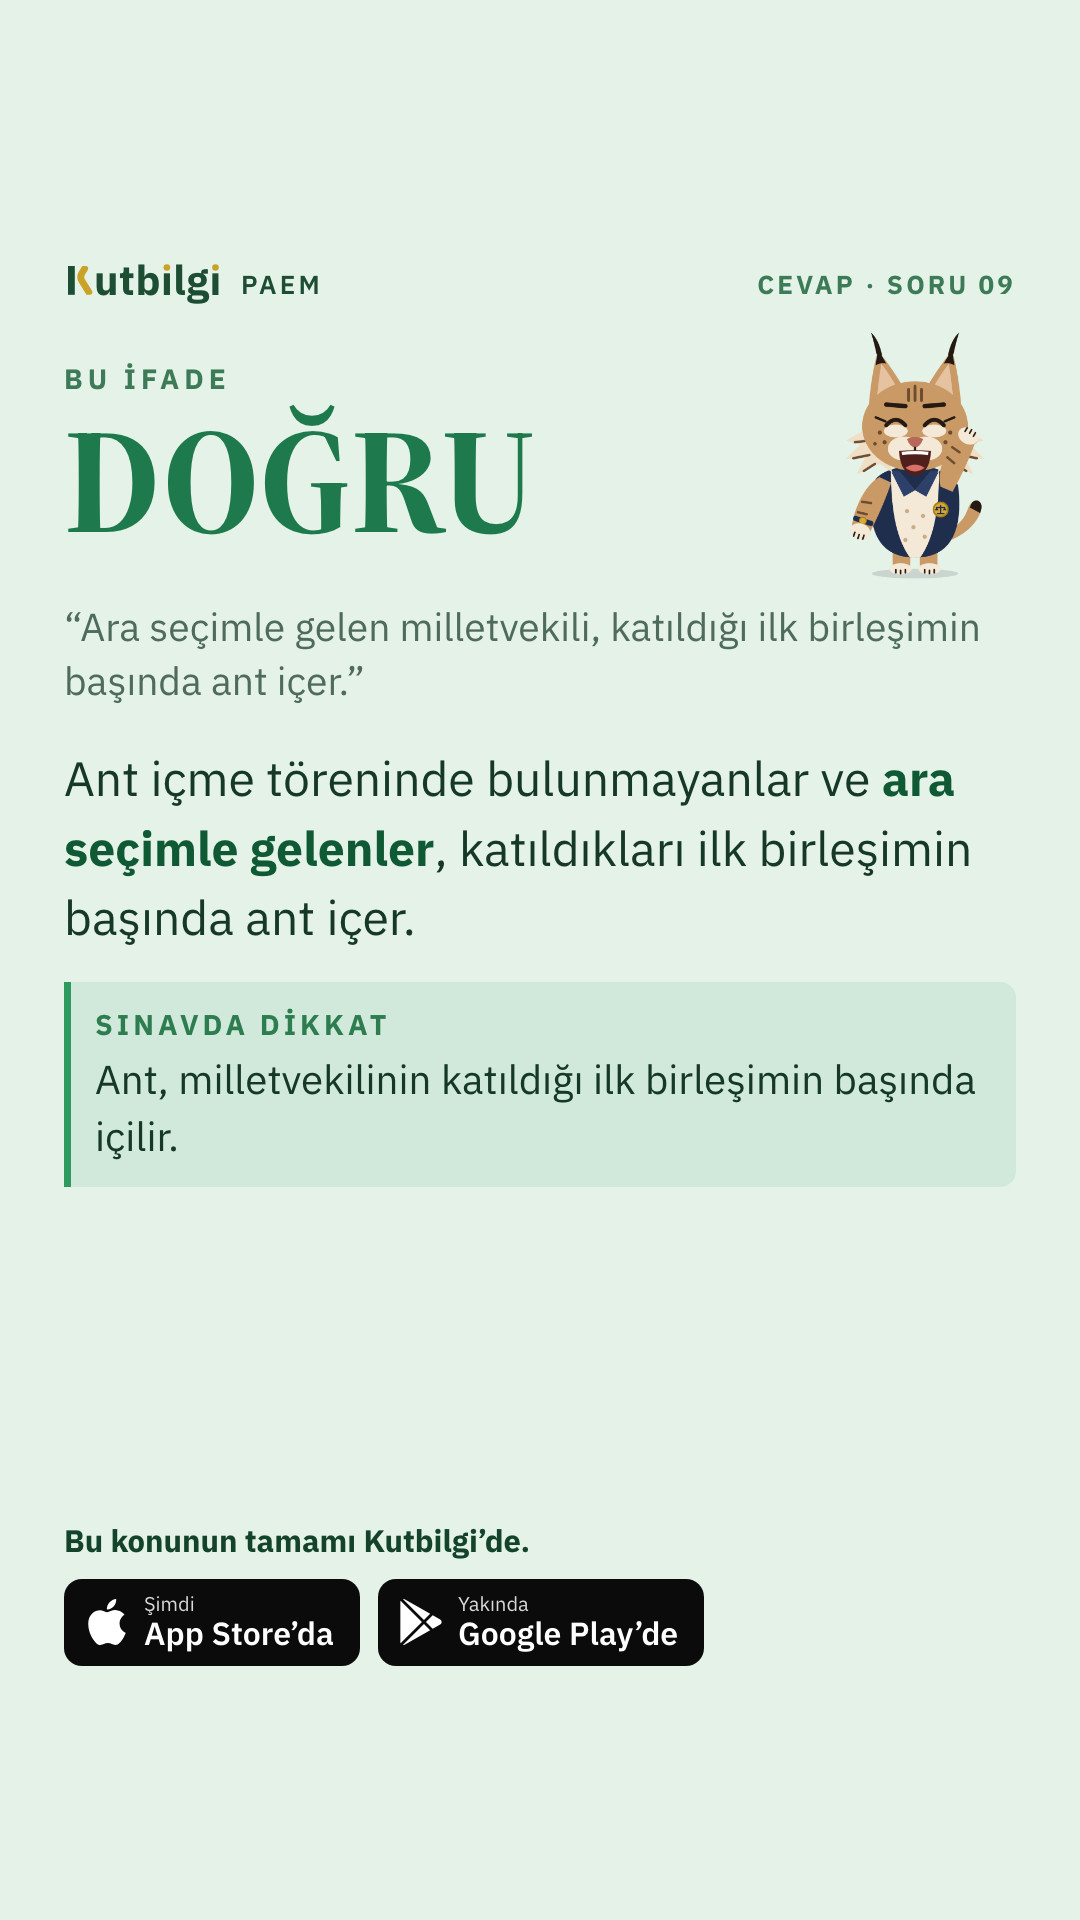 Kutbilgi PAEM
CEVAP · SORU 09
BU İFADE
DOĞRU
“Ara seçimle gelen milletvekili, katıldığı ilk birleşimin
başında ant içer.”
Ant içme töreninde bulunmayanlar ve ara
seçimle gelenler, katıldıkları ilk birleşimin
başında ant içer.
SINAVDA DİKKAT
Ant, milletvekilinin katıldığı ilk birleşimin başında
içilir.
Bu konunun tamamı Kutbilgi’de.
Şimdi
App Store’da
Yakında
Google Play’de